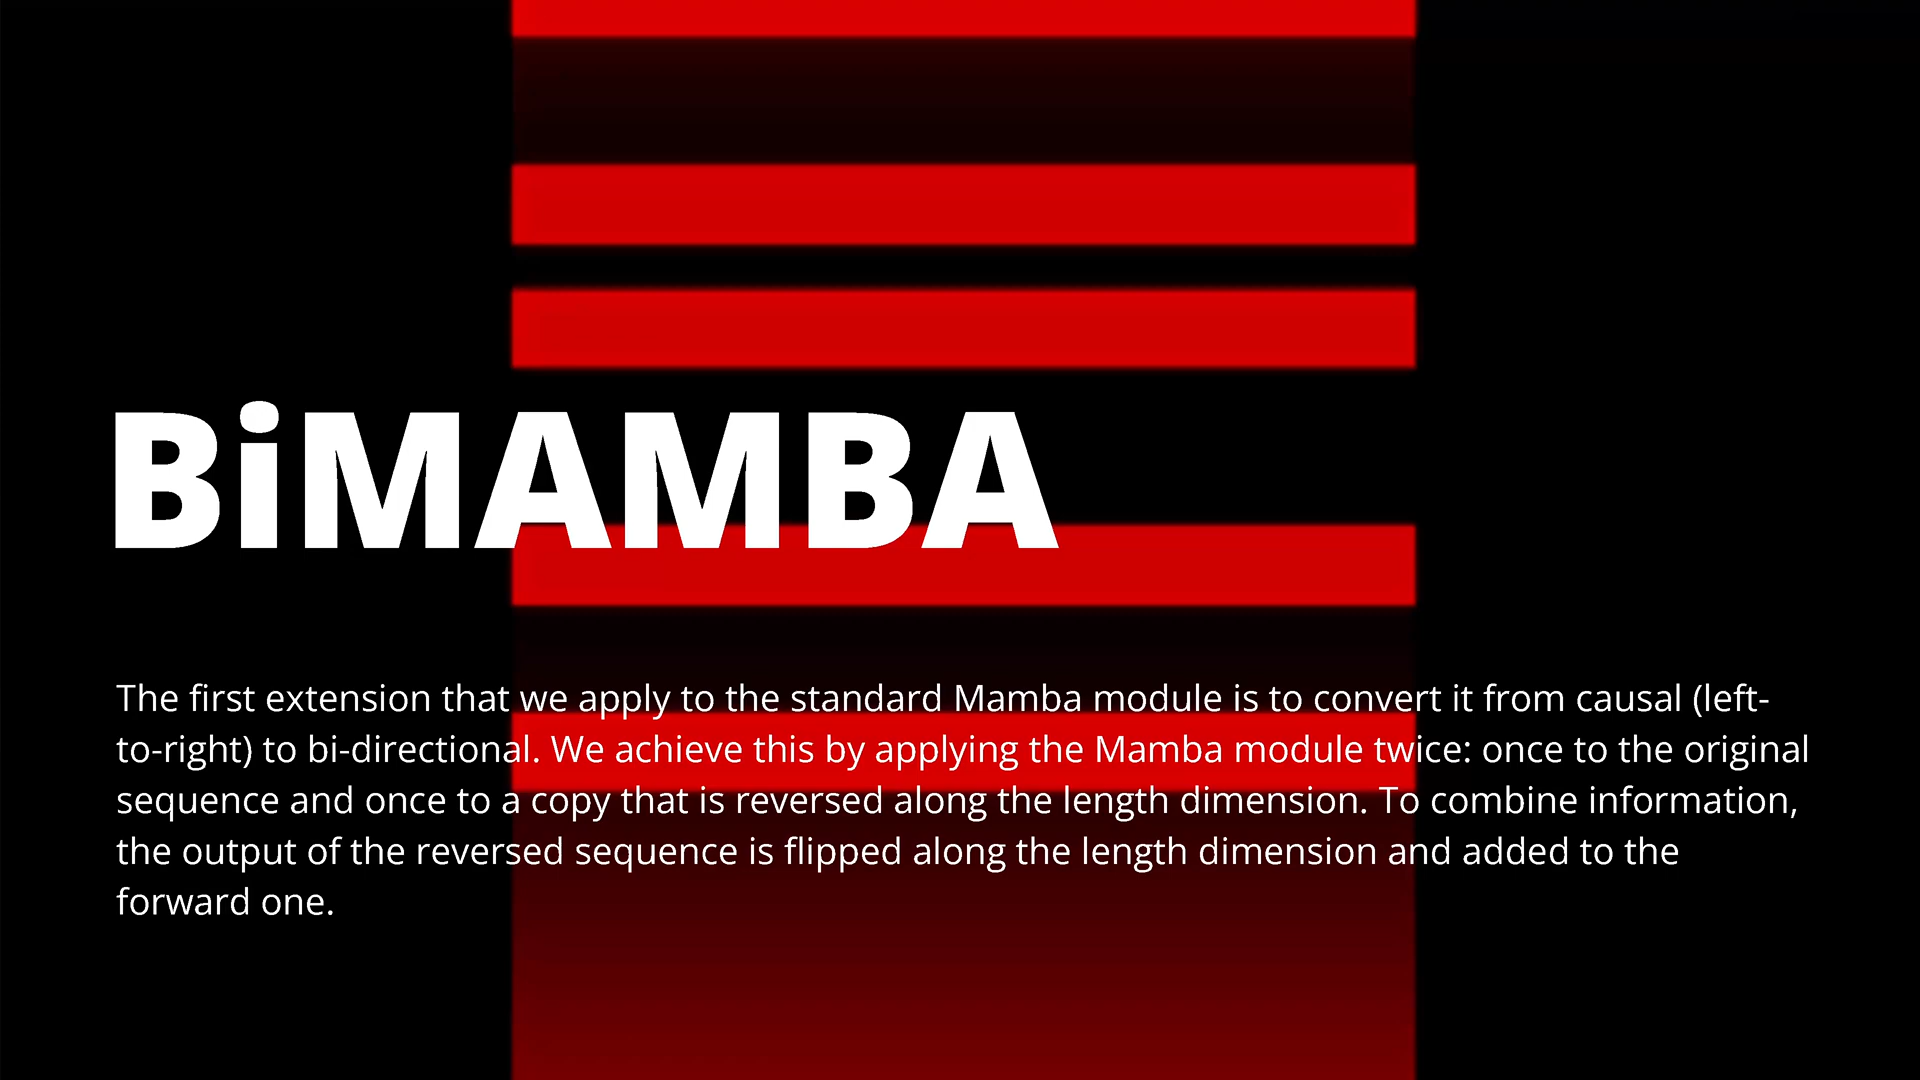 BiMAMBA
The first extension that we apply to the standard Mamba module is to convert it from causal (left-
to-right) to bi-directional. We achieve this by applying the Mamba module twice: once to the original
sequence and once to a copy that is reversed along the length dimension. To combine information,
the output of the reversed sequence is flipped along the length dimension and added to the
forward one.